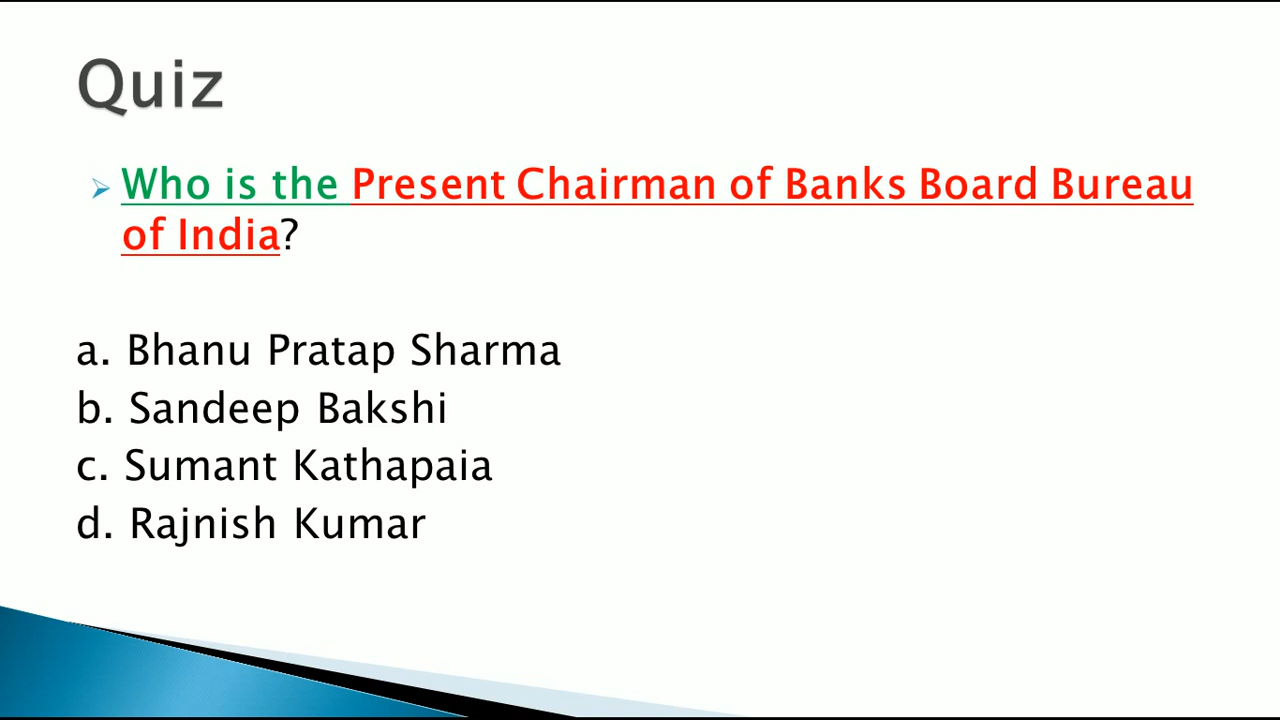 Quiz
Who is the Present Chairman of Banks Board Bureau
of India?
a. Bhanu Pratap Sharma
b. Sandeep Bakshi
c. Sumant Kathapaia
d. Rajnish Kumar